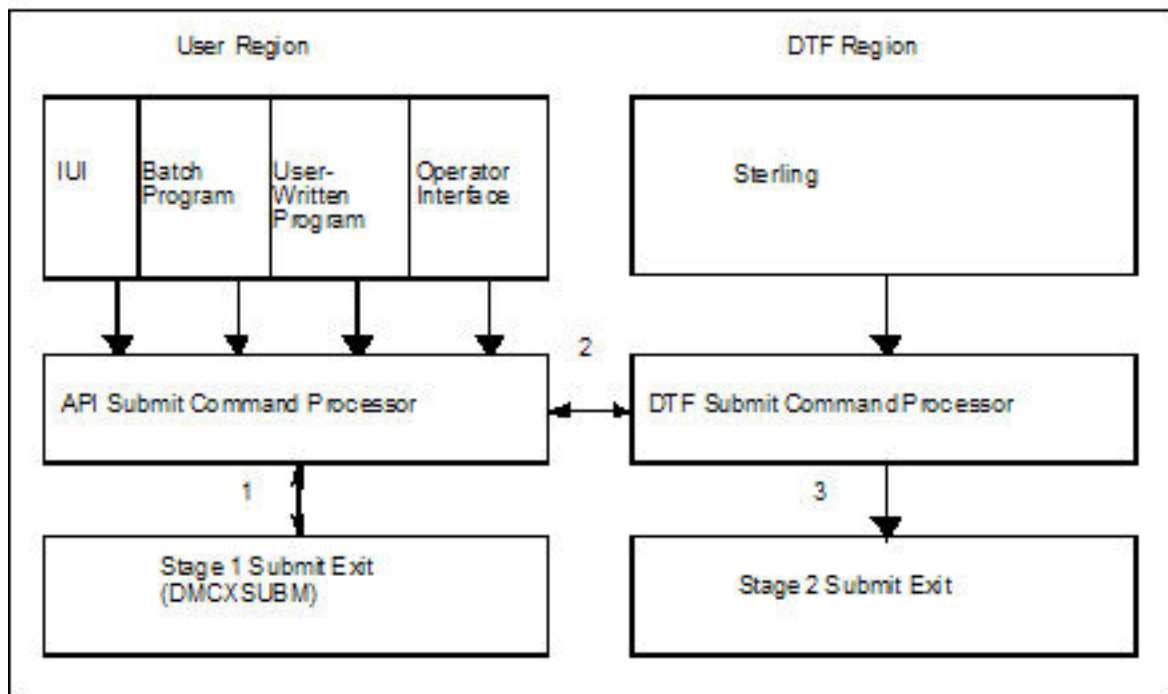 User Region
DTF Region
IUI
Batch
Program
User-
Written
Program
Operator
Interface
Sterling
API Submit Command Processor
2
DTF Submit Command Processor
1
3
Stage 1 Submit Exit
(DMCXSUBM)
Stage 2 Submit Exit